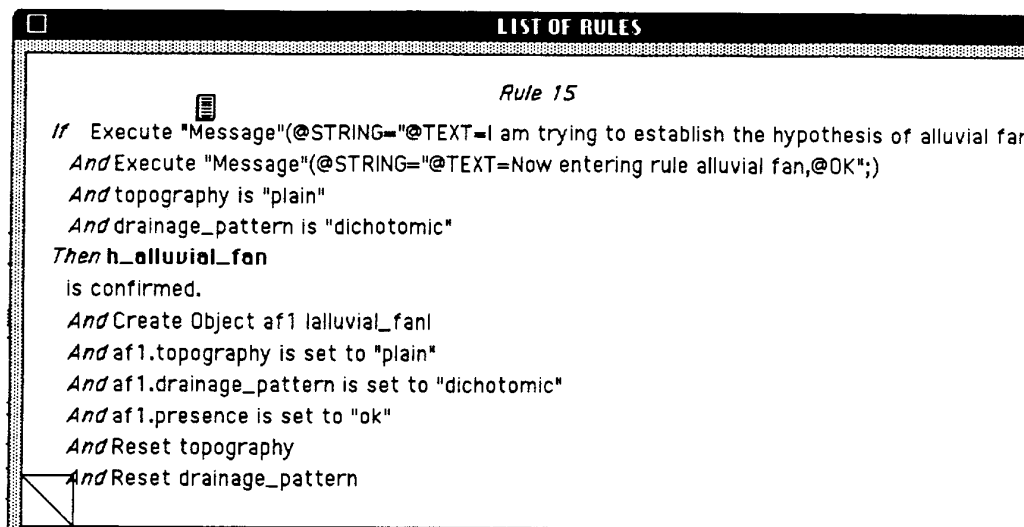 LIST OF RULES
Rule 15
If Execute "Message"(@STRING="@TEXT=I am trying to establish the hypothesis of alluvial fan
And Execute "Message"(@STRING="@TEXT=Now entering rule alluvial fan,@OK";)
And topography is "plain"
And drainage_pattern is "dichotomic"
Then h_alluvial_fan
is confirmed.
And Create Object af1 |alluvial_fan|
And af1.topography is set to "plain"
And af1.drainage_pattern is set to "dichotomic"
And af1.presence is set to "ok"
And Reset topography
And Reset drainage_pattern